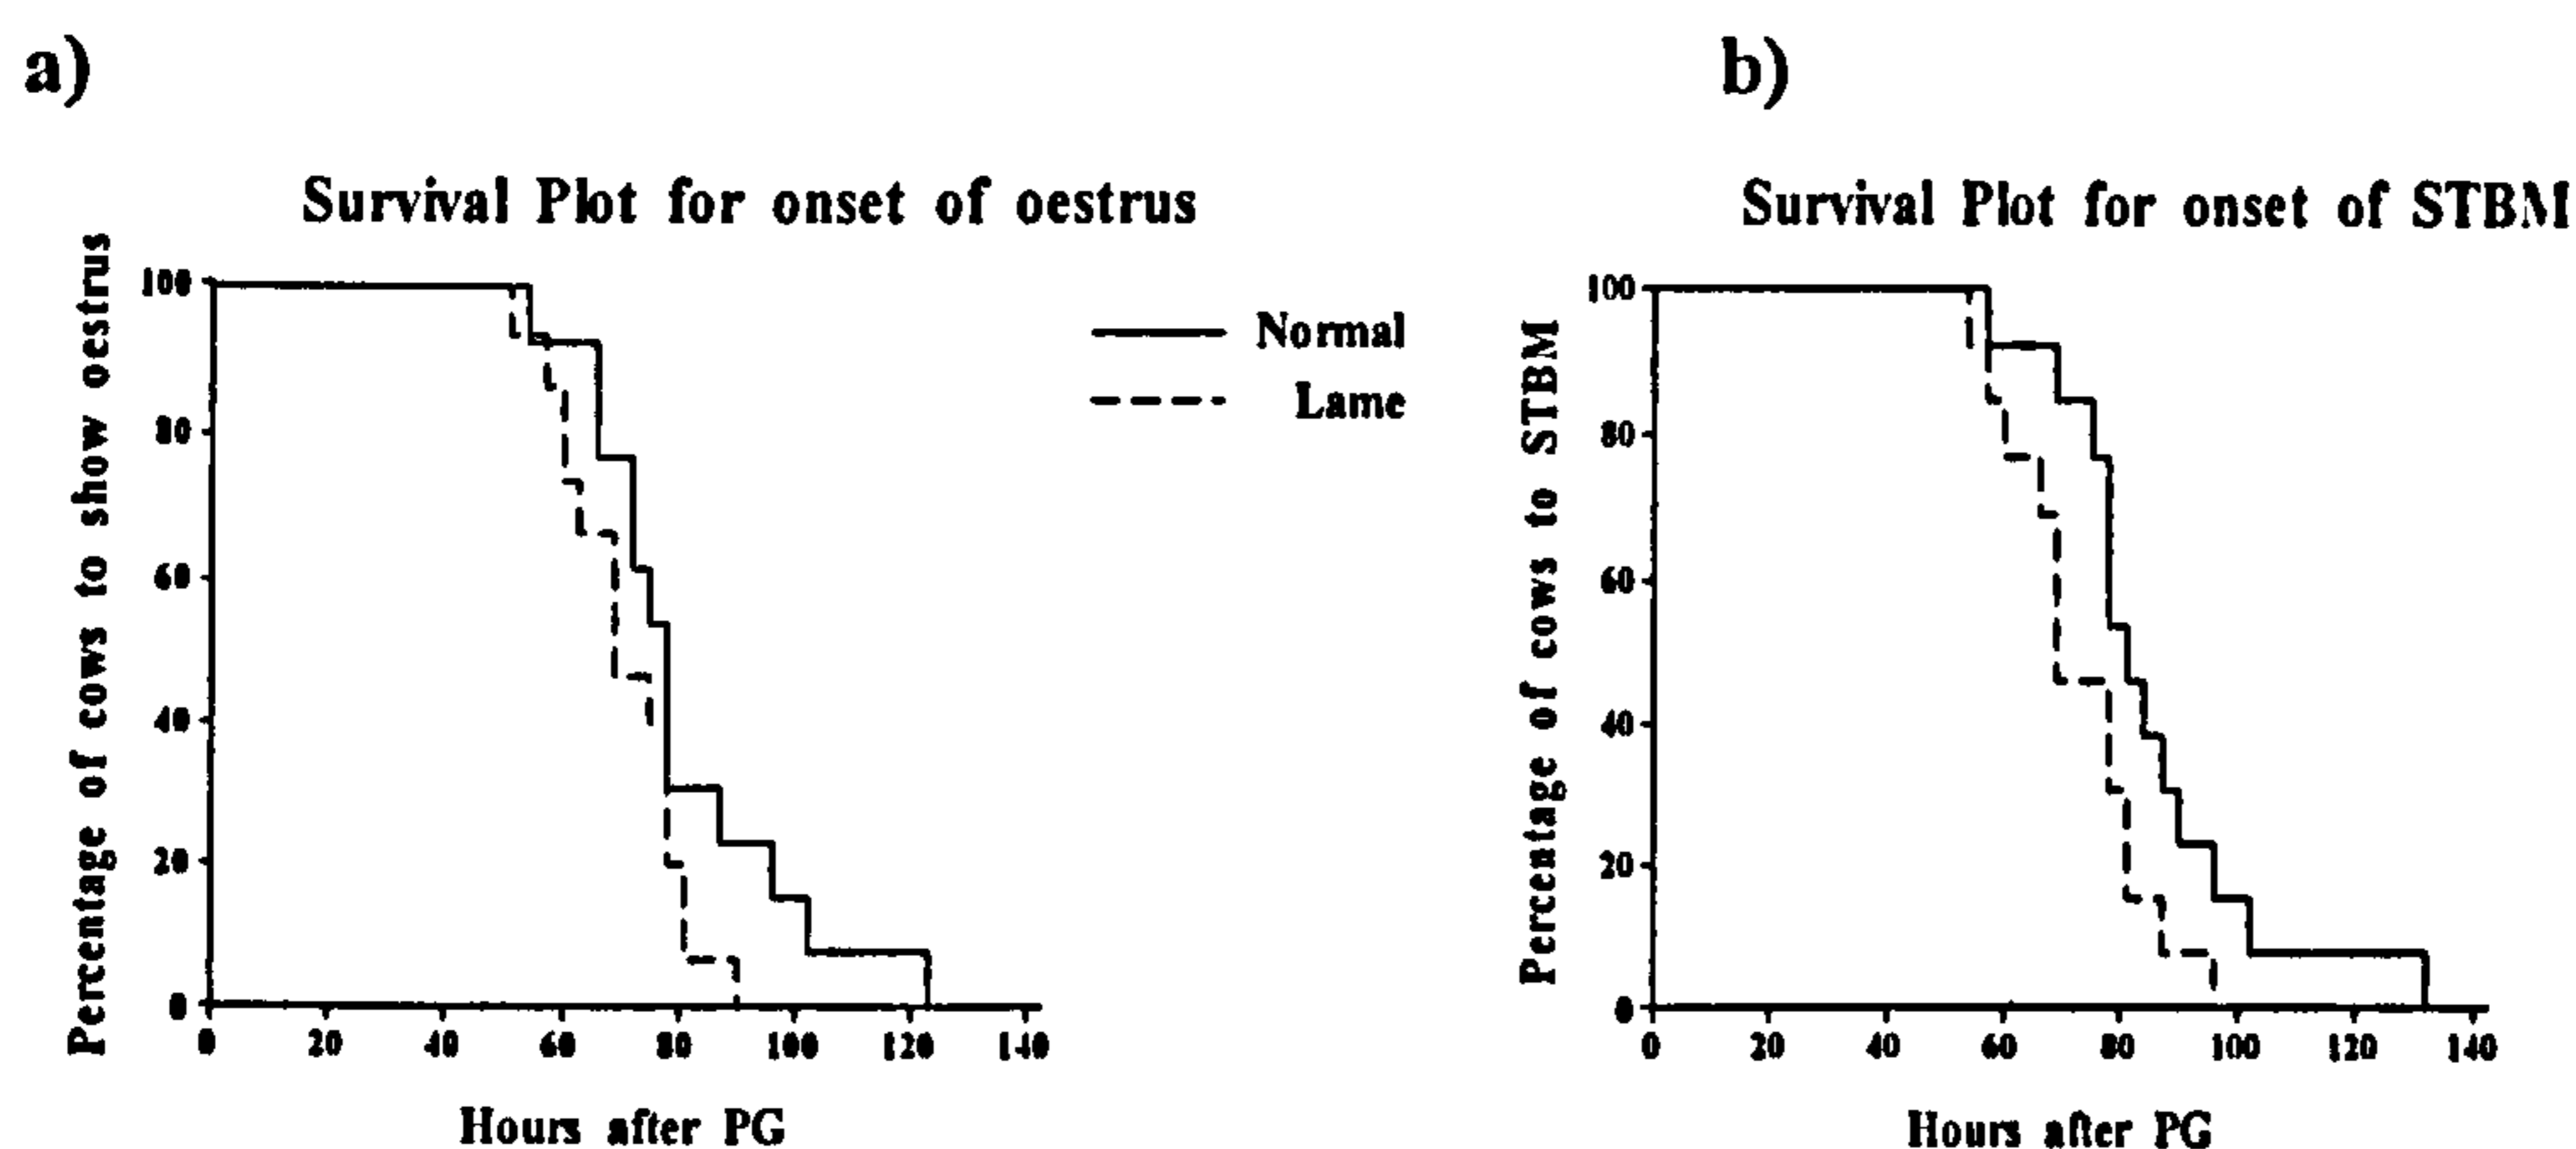 a)
Survival Plot for onset of oestrus
Percentage of cows to show oestrus
100
80
60
40
20
0
0 20 40 60 80 100 120 140
Hours after PG
Normal
Lame
b)
Survival Plot for onset of STBM
Percentage of cows to STBM
100
80
60
40
20
0
0 20 40 60 80 100 120 140
Hours after PG